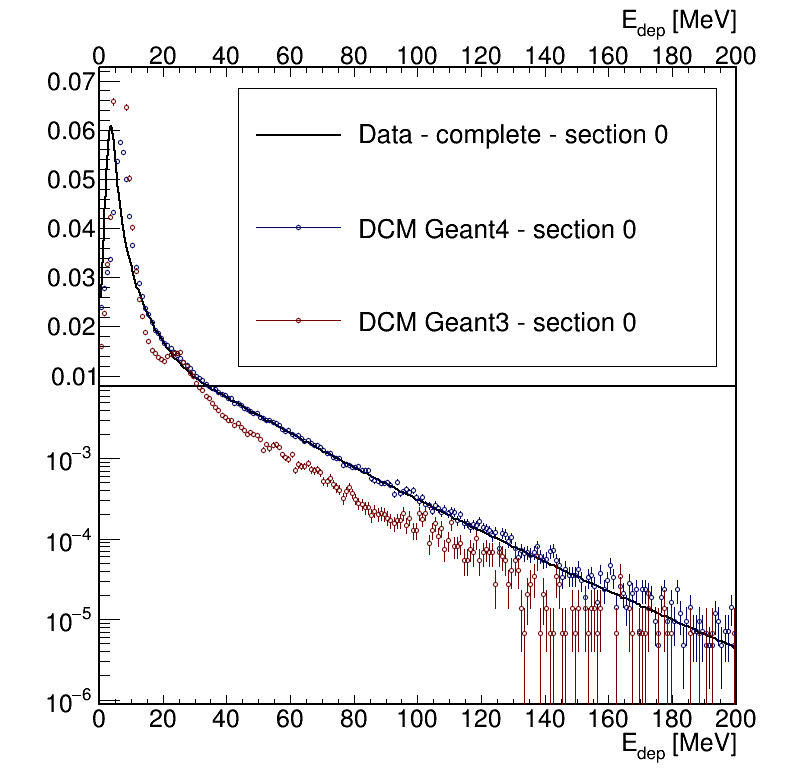 E_dep [MeV]
0 20 40 60 80 100 120 140 160 180 200
0.07
0.06
0.05
0.04
0.03
0.02
0.01
Data - complete - section 0
DCM Geant4 - section 0
DCM Geant3 - section 0
10⁻³
10⁻⁴
10⁻⁵
10⁻⁶
0 20 40 60 80 100 120 140 160 180 200
E_dep [MeV]